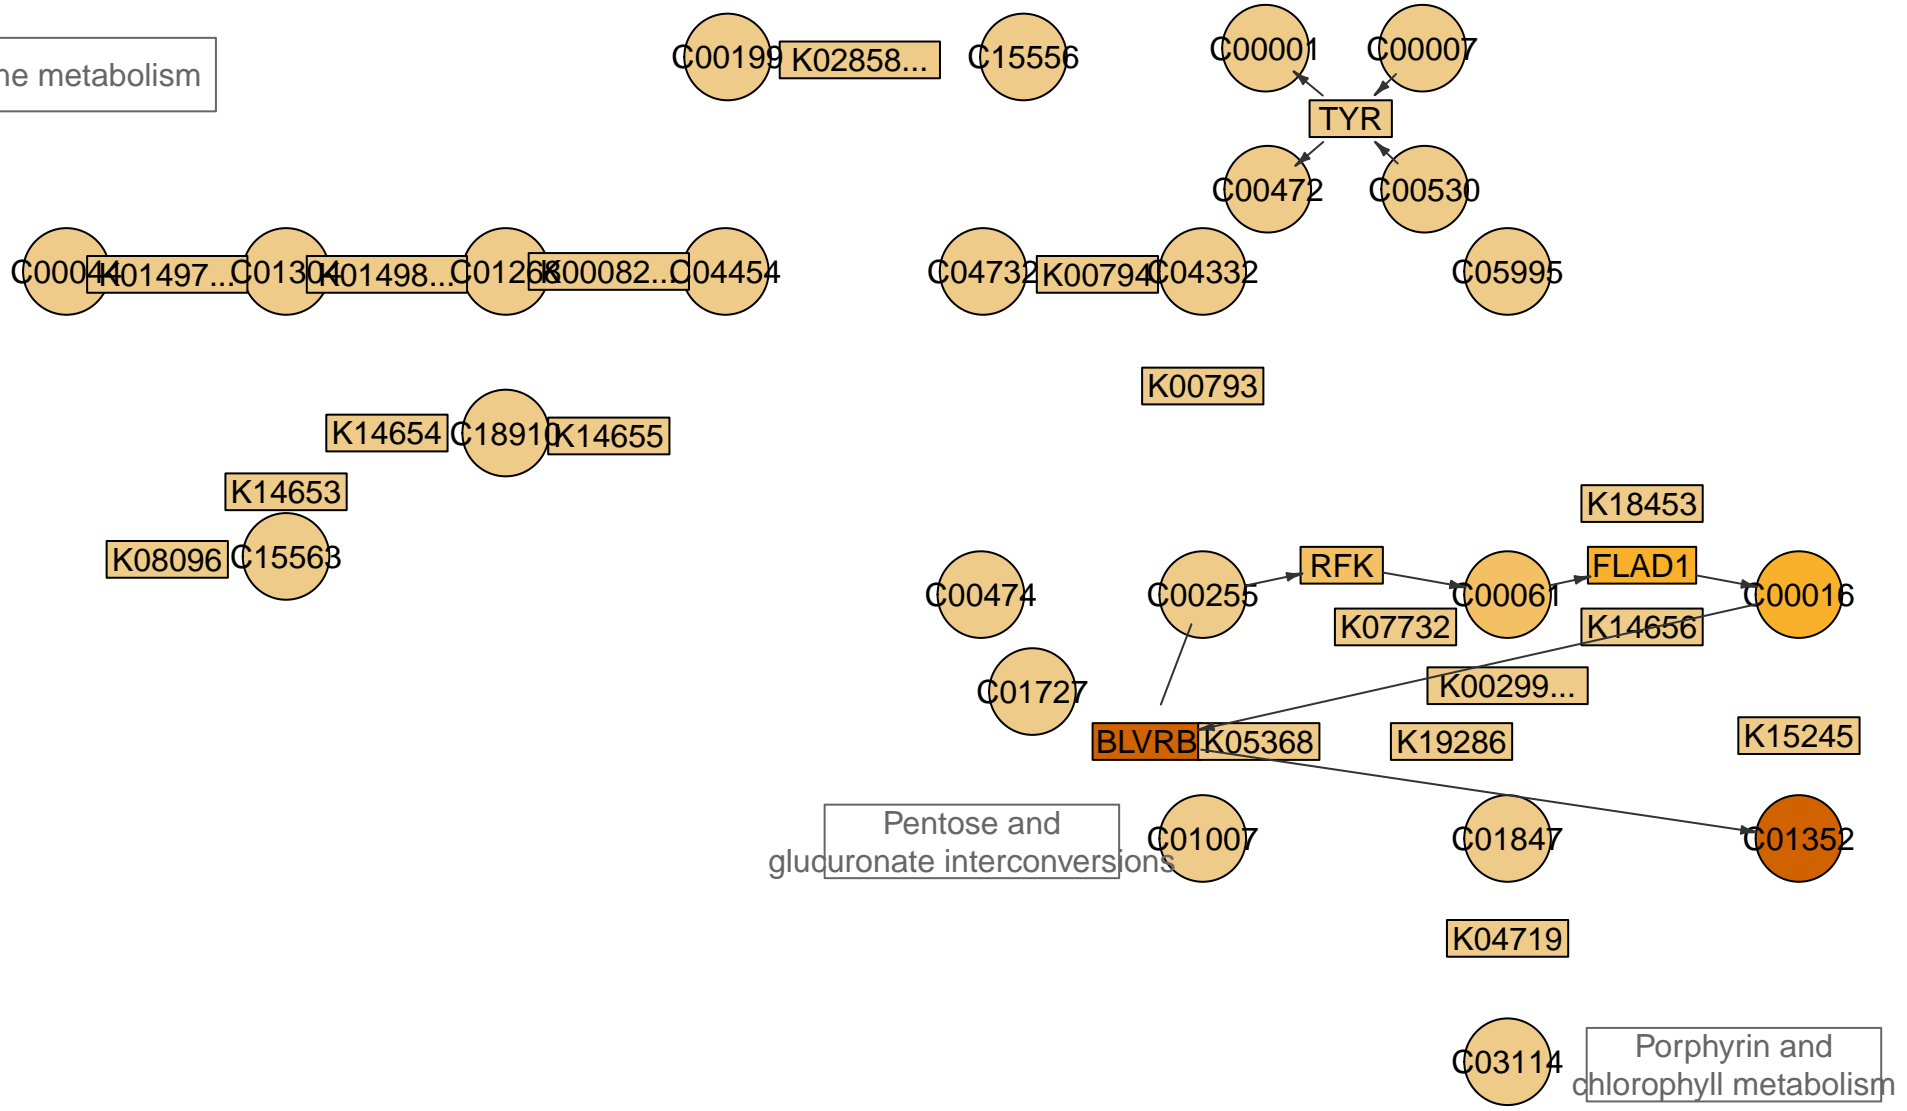 C00199
K02858...
C15556
C00001
C00007
ne metabolism
TYR
C00472
C00530
C00044
K01497...
C01304
K01498...
C01268
K00082...
C04454
C04732
K00794
C04332
C05995
K00793
K14654
C18910
K14655
K14653
K08096
C15563
K18453
C00474
C00255
RFK
C00061
FLAD1
C00016
K07732
K14656
C01727
K00299...
BLVRB
K05368
K19286
K15245
Pentose and
glucuronate interconversions
C01007
C01847
C01352
K04719
C03114
Porphyrin and
chlorophyll metabolism